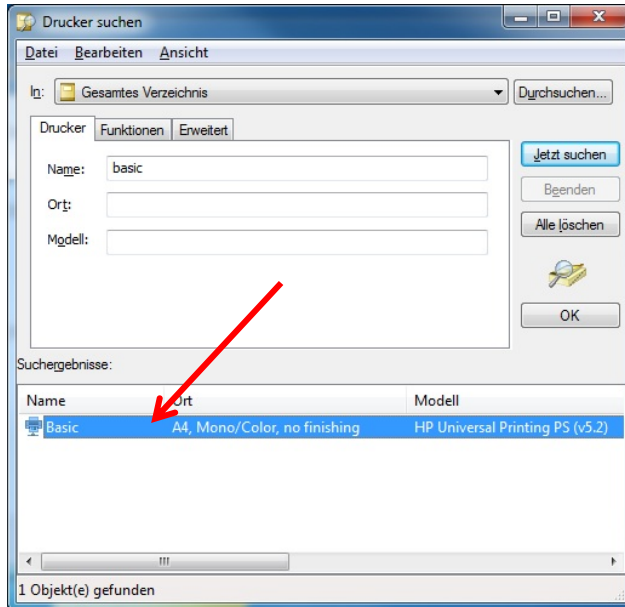 Drucker suchen
Datei Bearbeiten Ansicht
In: Gesamtes Verzeichnis Durchsuchen...
Drucker Funktionen Erweitert
Jetzt suchen
Name: basic
Beenden
Ort:
Alle löschen
Modell:
OK
Suchergebnisse:
Name Ort Modell
Basic A4, Mono/Color, no finishing HP Universal Printing PS (v5.2)
1 Objekt(e) gefunden